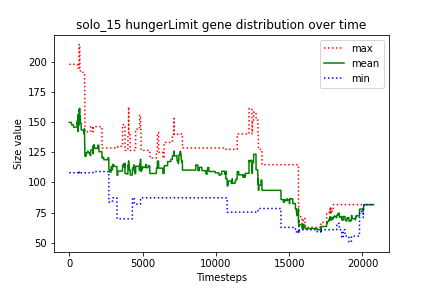 solo_15 hungerLimit gene distribution over time
max
mean
min
Size value
200
175
150
125
100
75
50
0
5000
10000
15000
20000
Timesteps